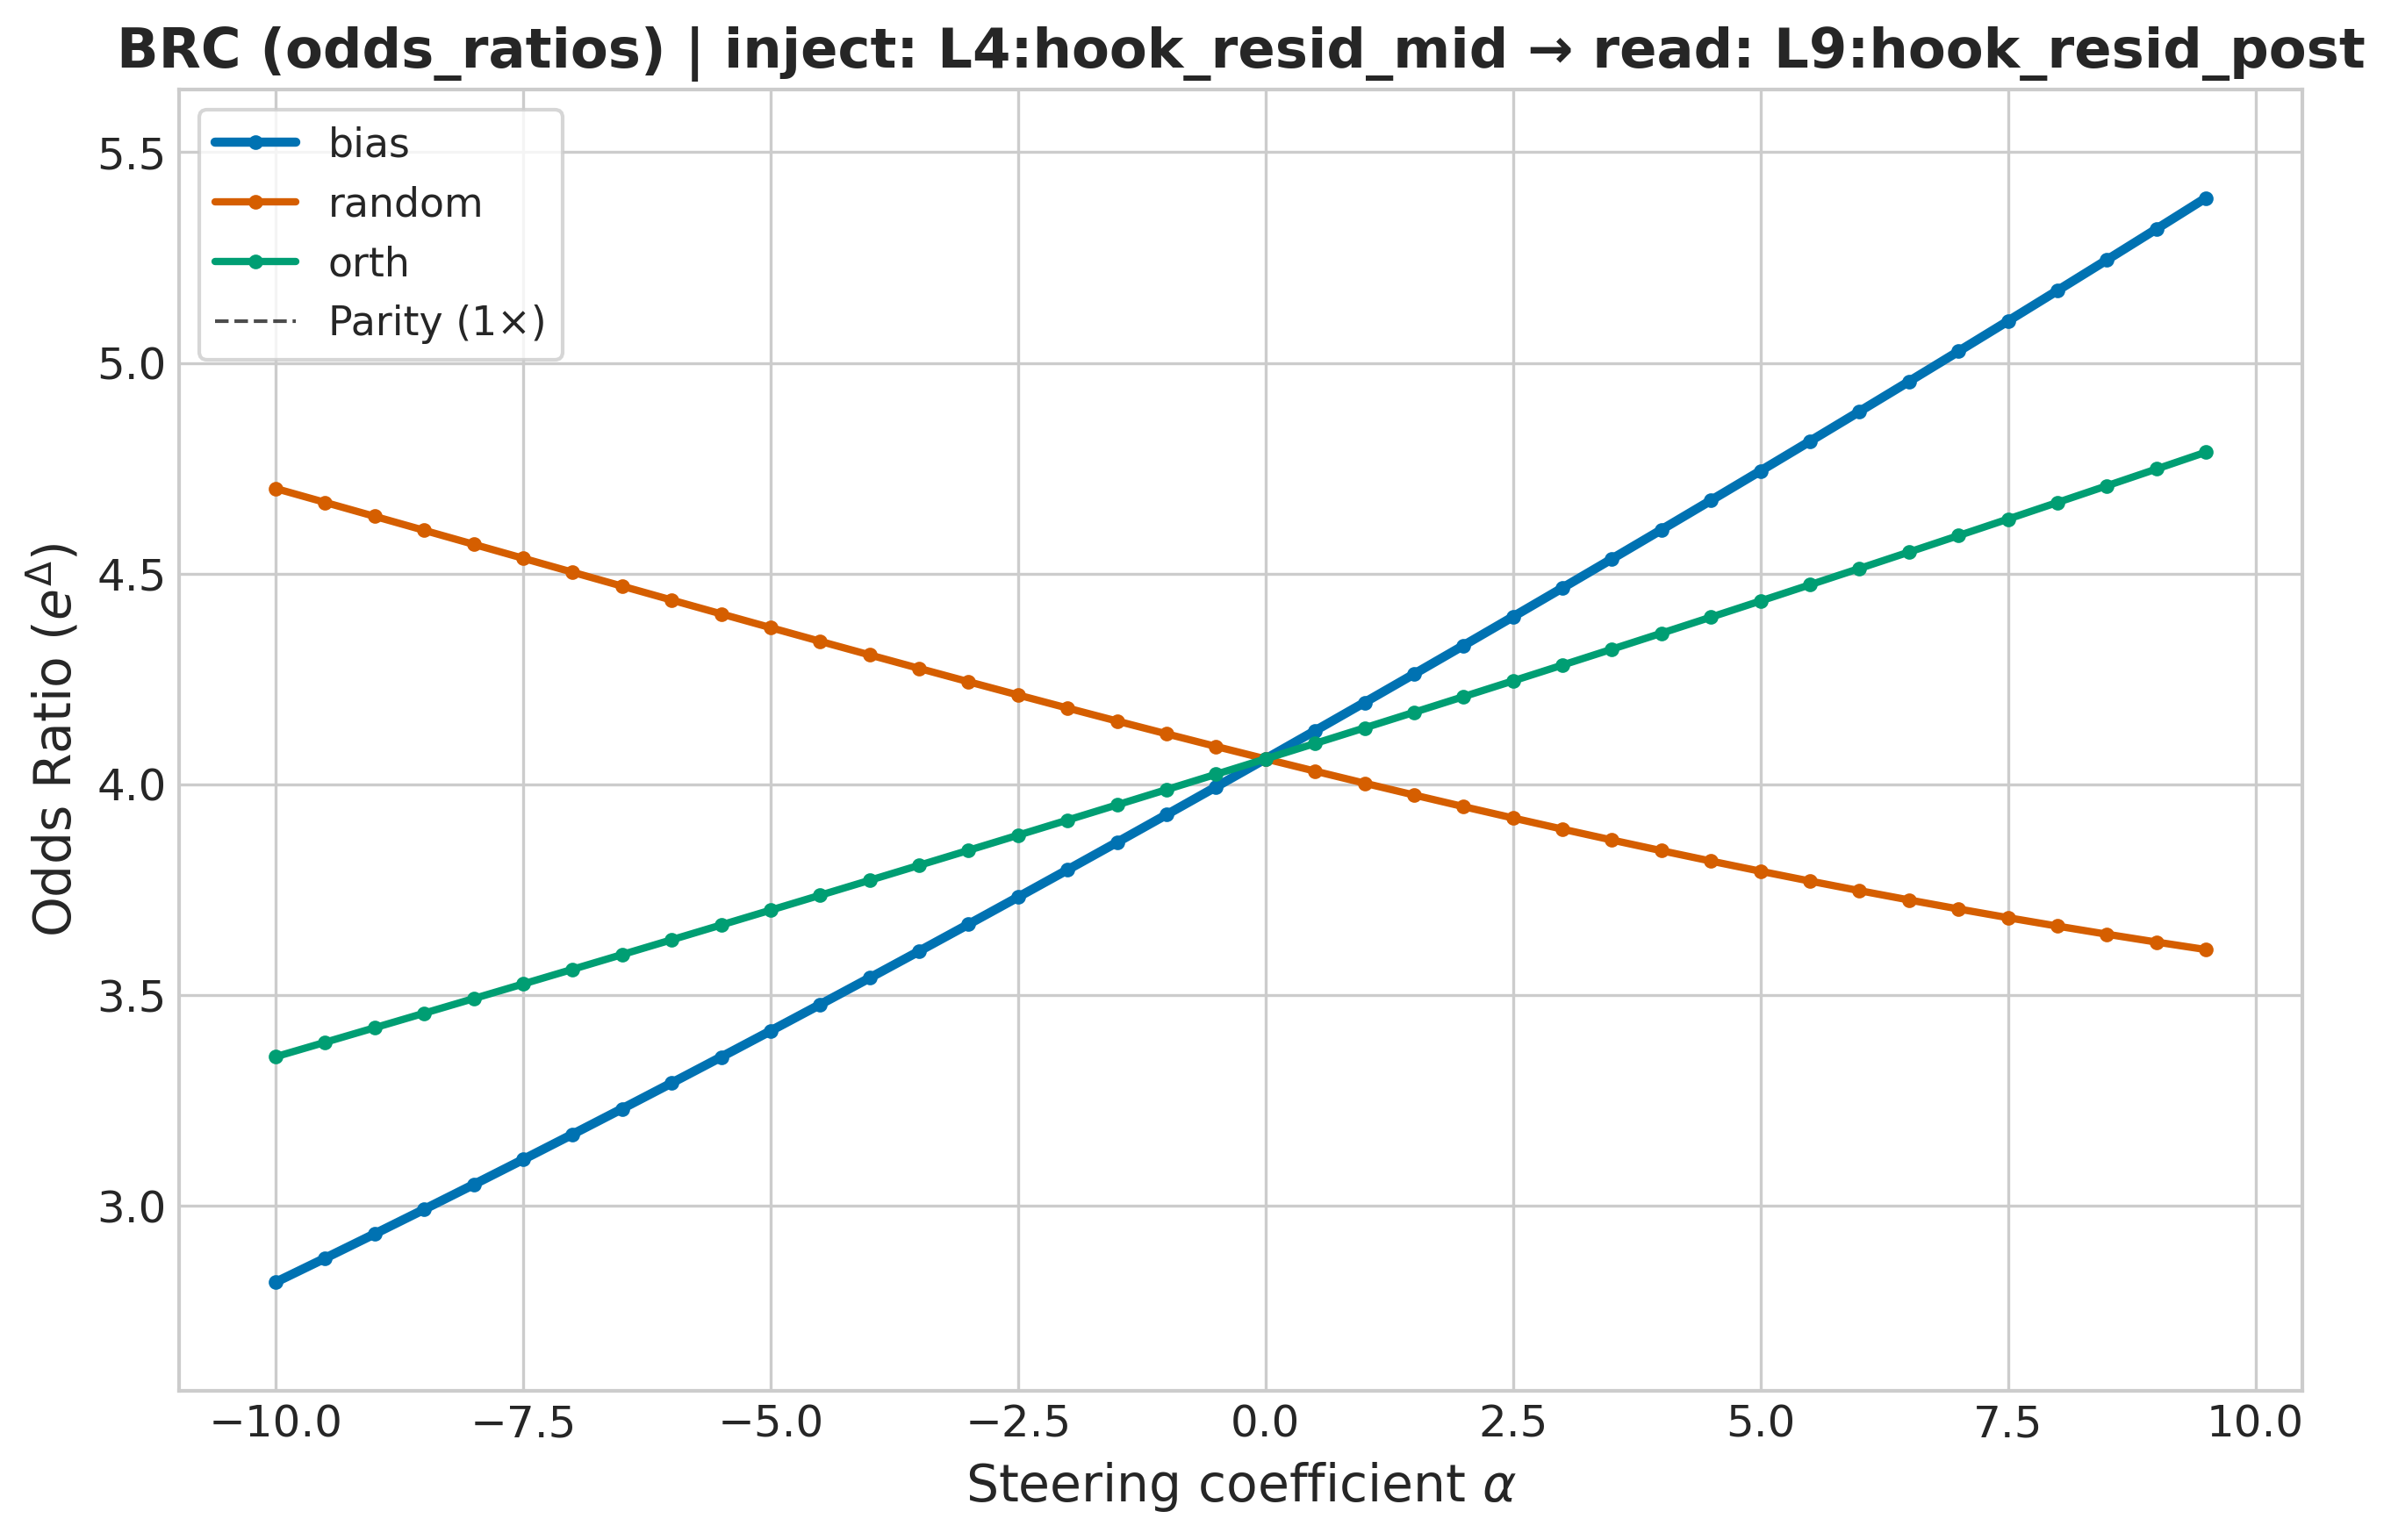 BRC (odds_ratios) | inject: L4:hook_resid_mid → read: L9:hook_resid_post
bias
random
orth
Parity (1×)
Odds Ratio (e^Δ)
5.5
5.0
4.5
4.0
3.5
3.0
−10.0 −7.5 −5.0 −2.5 0.0 2.5 5.0 7.5 10.0
Steering coefficient α